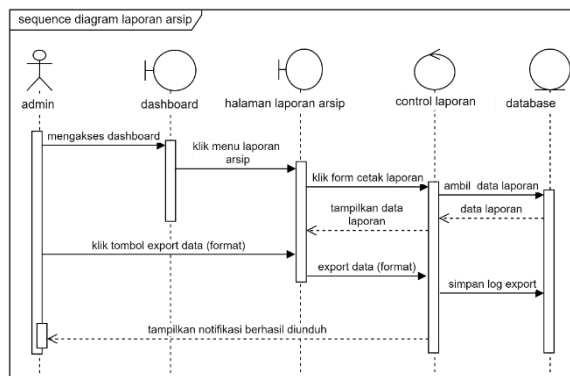 sequence diagram laporan arsip
admin
dashboard
halaman laporan arsip
control laporan
database
mengakses dashboard
klik menu laporan
arsip
klik form cetak laporan
ambil data laporan
tampilkan data
laporan
data laporan
klik tombol export data (format)
export data (format)
simpan log export
tampilkan notifikasi berhasil diunduh